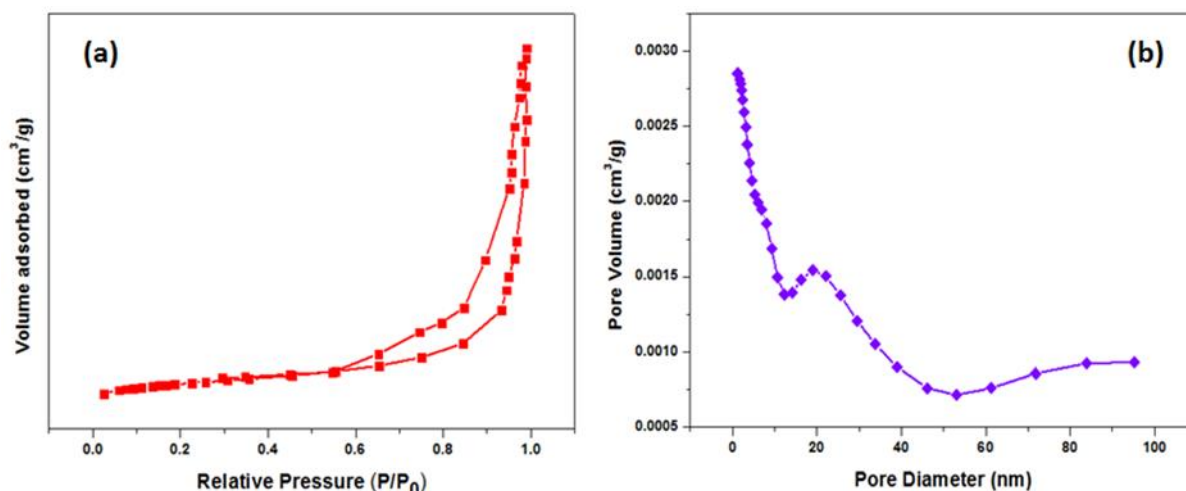 (a)
Volume adsorbed (cm³/g)
0.0 0.2 0.4 0.6 0.8 1.0
Relative Pressure (P/P₀)
(b)
Pore Volume (cm³/g)
0.0030
0.0025
0.0020
0.0015
0.0010
0.0005
0 20 40 60 80 100
Pore Diameter (nm)